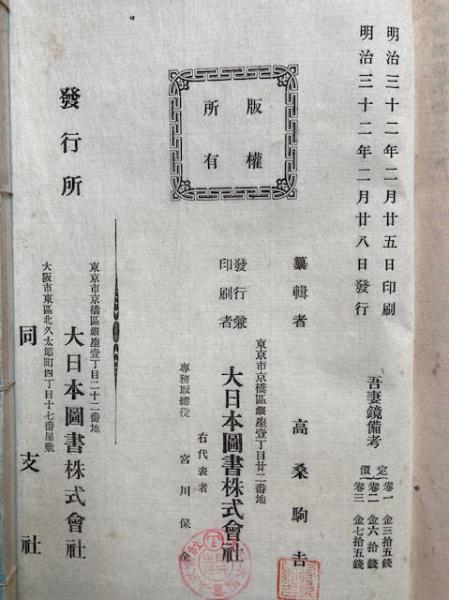 明治三十二年二月廿五日印刷
明治三十二年二月廿八日發行
吾妻鏡備考
定價
卷一 金三拾五錢
卷二 金六拾錢
卷三 金七拾五錢
版權
所有
纂輯者 高桑駒吉
發行兼
印刷者
東京市京橋區銀座壹丁目廿二番地
大日本圖書株式會社
右代表者
專務取締役 宮川保全
發行所
東京市京橋區銀座壹丁目二十二番地
大日本圖書株式會社
大阪市東區北久太郎町四丁目十七番屋敷
同 支社